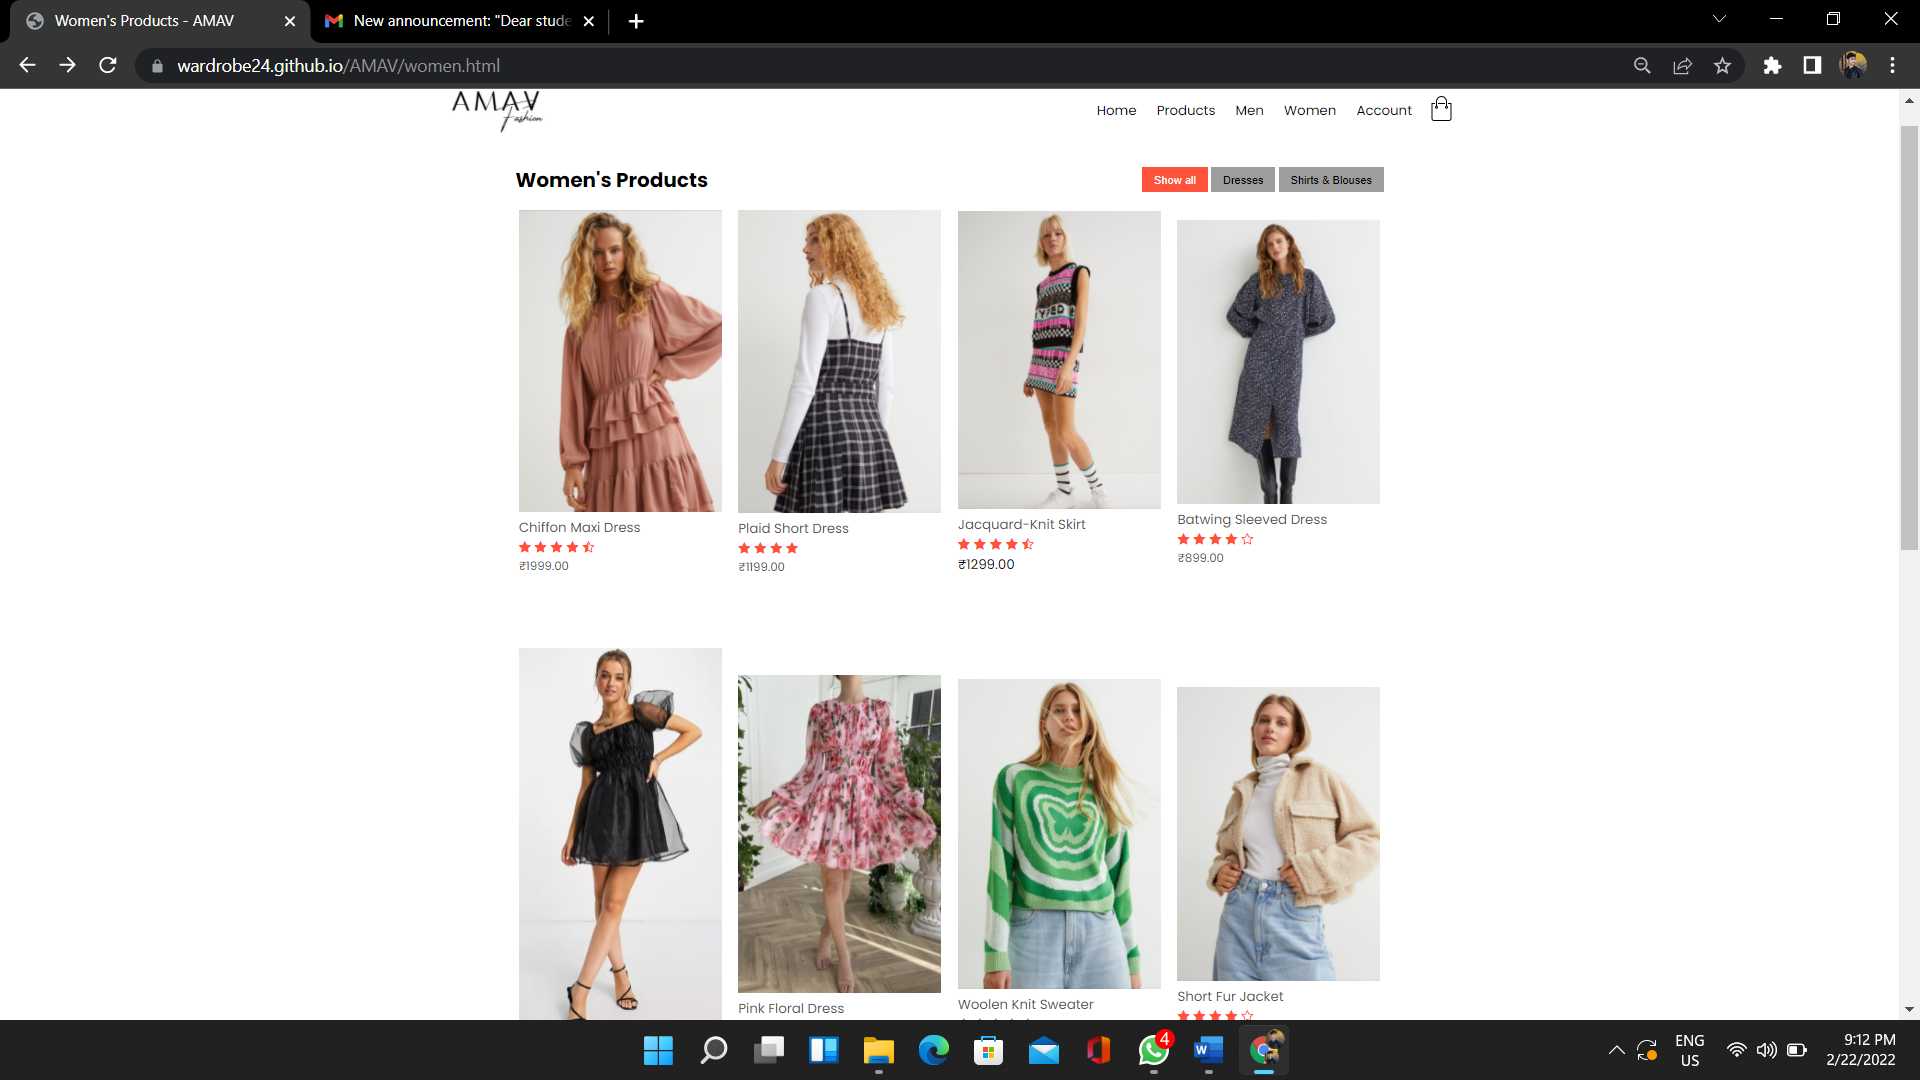 Women's Products - AMAV
New announcement: "Dear stude
wardrobe24.github.io/AMAV/women.html
AMAV
Fashion
Home Products Men Women Account
Women's Products
Show all Dresses Shirts & Blouses
TYPED
Chiffon Maxi Dress
₹1999.00
Plaid Short Dress
₹1199.00
Jacquard-Knit Skirt
₹1299.00
Batwing Sleeved Dress
₹899.00
Pink Floral Dress
Woolen Knit Sweater
Short Fur Jacket
4
W
ENG
US
9:12 PM
2/22/2022